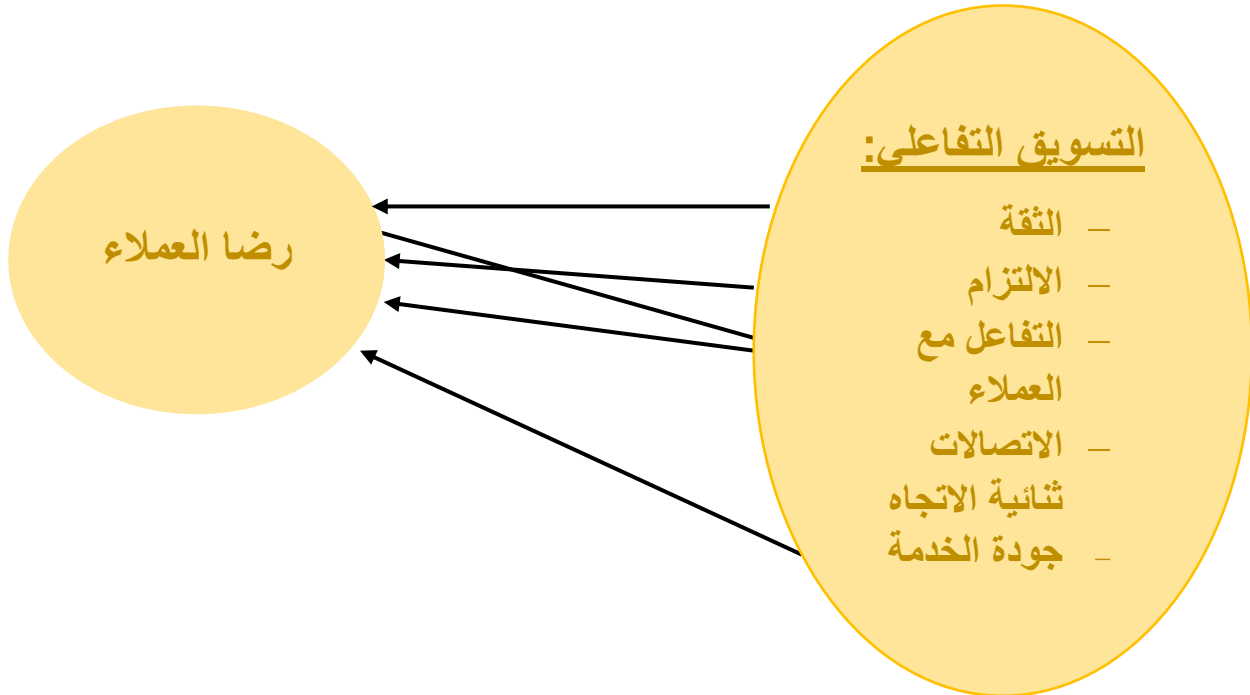 التسويق التفاعلي:
– الثقة
– الالتزام
– التفاعل مع
العملاء
– الاتصالات
ثنائية الاتجاه
– جودة الخدمة
رضا العملاء